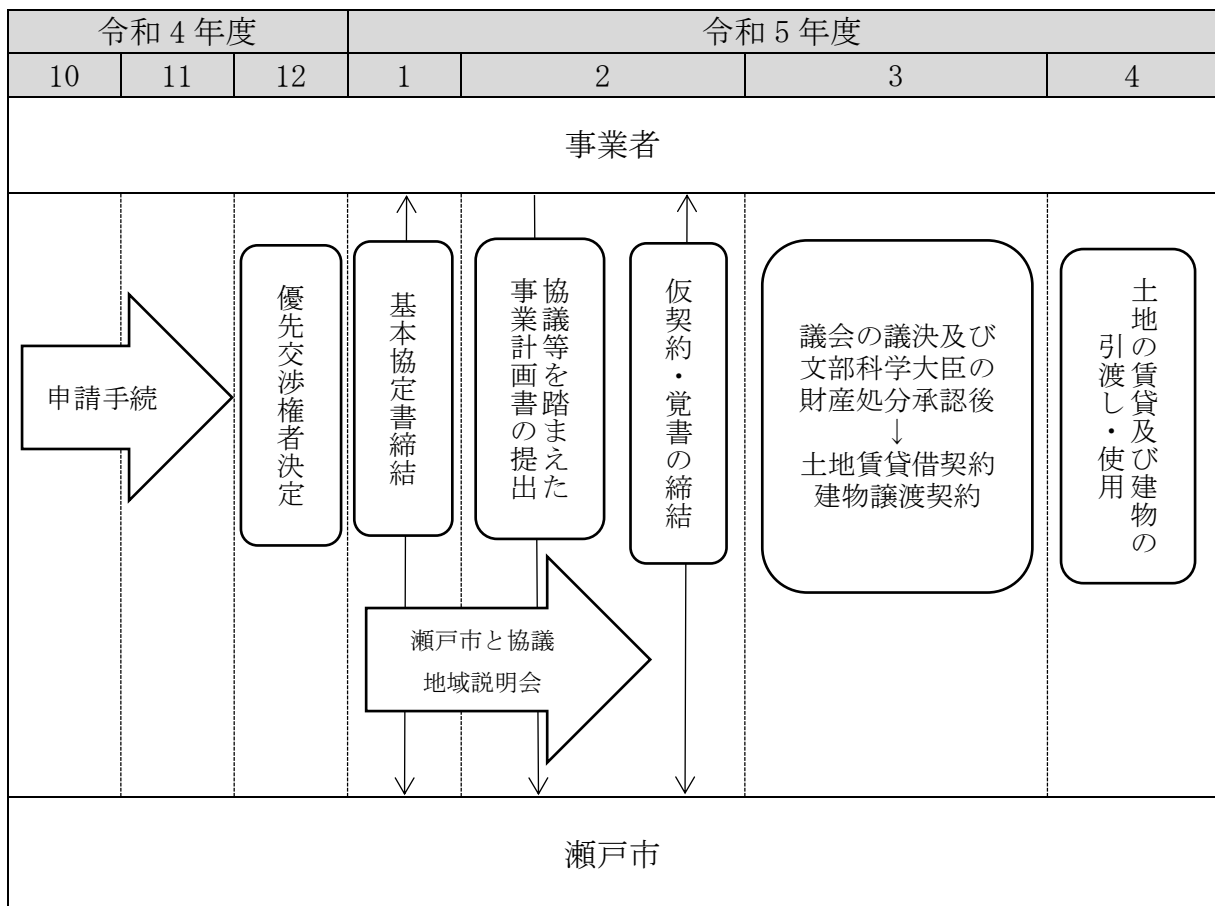 令和４年度
令和５年度
10
11
12
1
2
3
4
事業者
申請手続
優先交渉権者決定
基本協定書締結
協議等を踏まえた
事業計画書の提出
仮契約・覚書の締結
議会の議決及び
文部科学大臣の
財産処分承認後
↓
土地賃貸借契約
建物譲渡契約
土地の賃貸及び建物の
引渡し・使用
瀬戸市と協議
地域説明会
瀬戸市